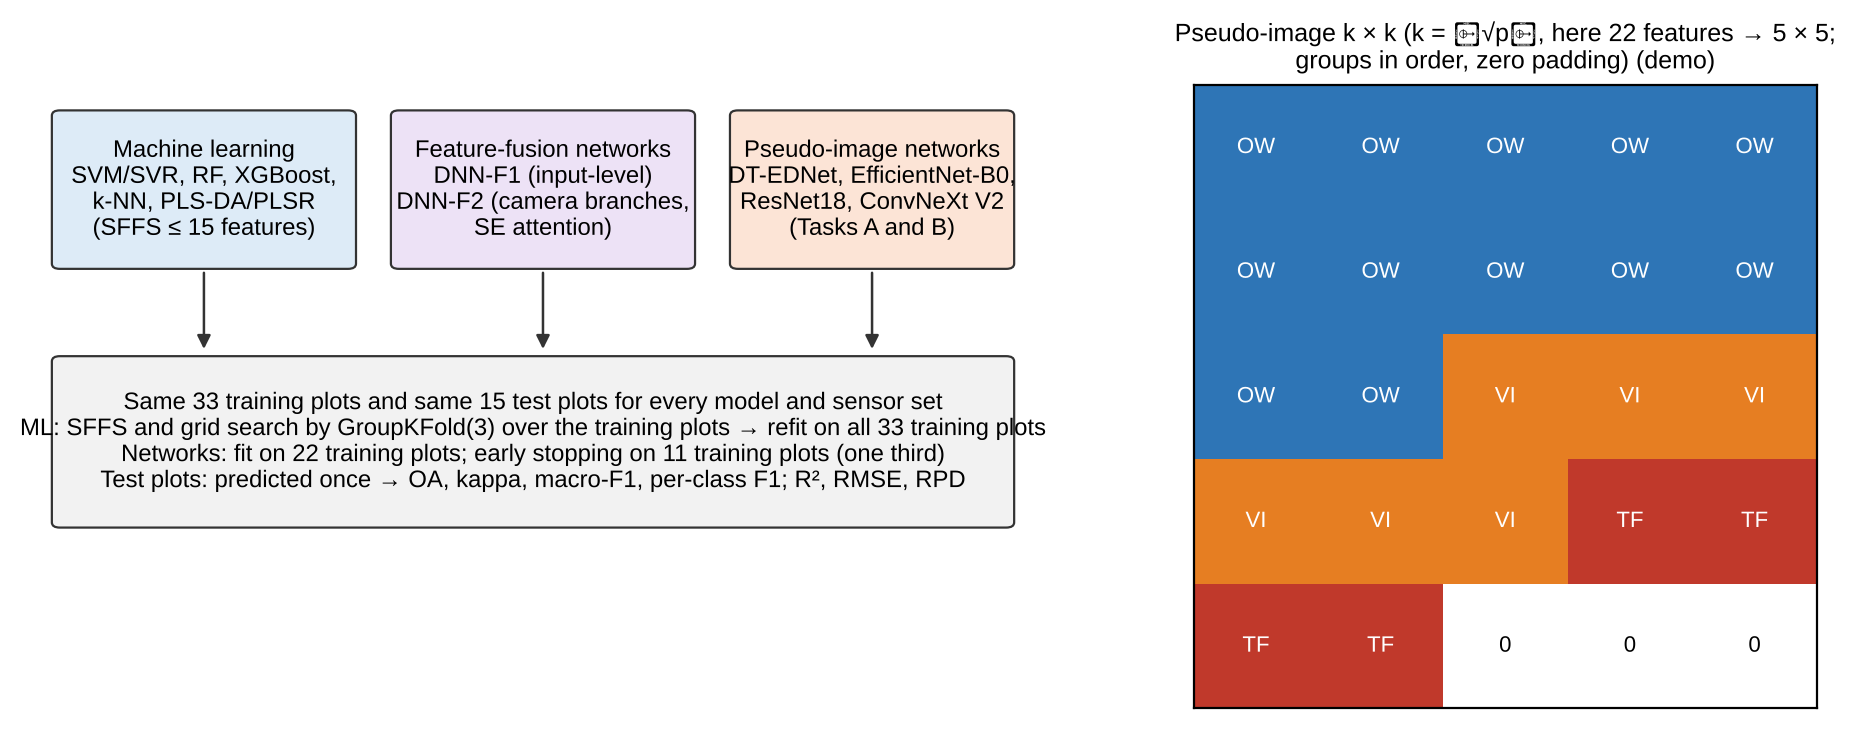 Machine learning
SVM/SVR, RF, XGBoost,
k-NN, PLS-DA/PLSR
(SFFS ≤ 15 features)
Feature-fusion networks
DNN-F1 (input-level)
DNN-F2 (camera branches,
SE attention)
Pseudo-image networks
DT-EDNet, EfficientNet-B0,
ResNet18, ConvNeXt V2
(Tasks A and B)
Same 33 training plots and same 15 test plots for every model and sensor set
ML: SFFS and grid search by GroupKFold(3) over the training plots → refit on all 33 training plots
Networks: fit on 22 training plots; early stopping on 11 training plots (one third)
Test plots: predicted once → OA, kappa, macro-F1, per-class F1; R², RMSE, RPD
Pseudo-image k × k (k = √p, here 22 features → 5 × 5;
groups in order, zero padding) (demo)
OW OW OW OW OW
OW OW OW OW OW
OW OW VI VI VI
VI VI VI TF TF
TF TF 0 0 0